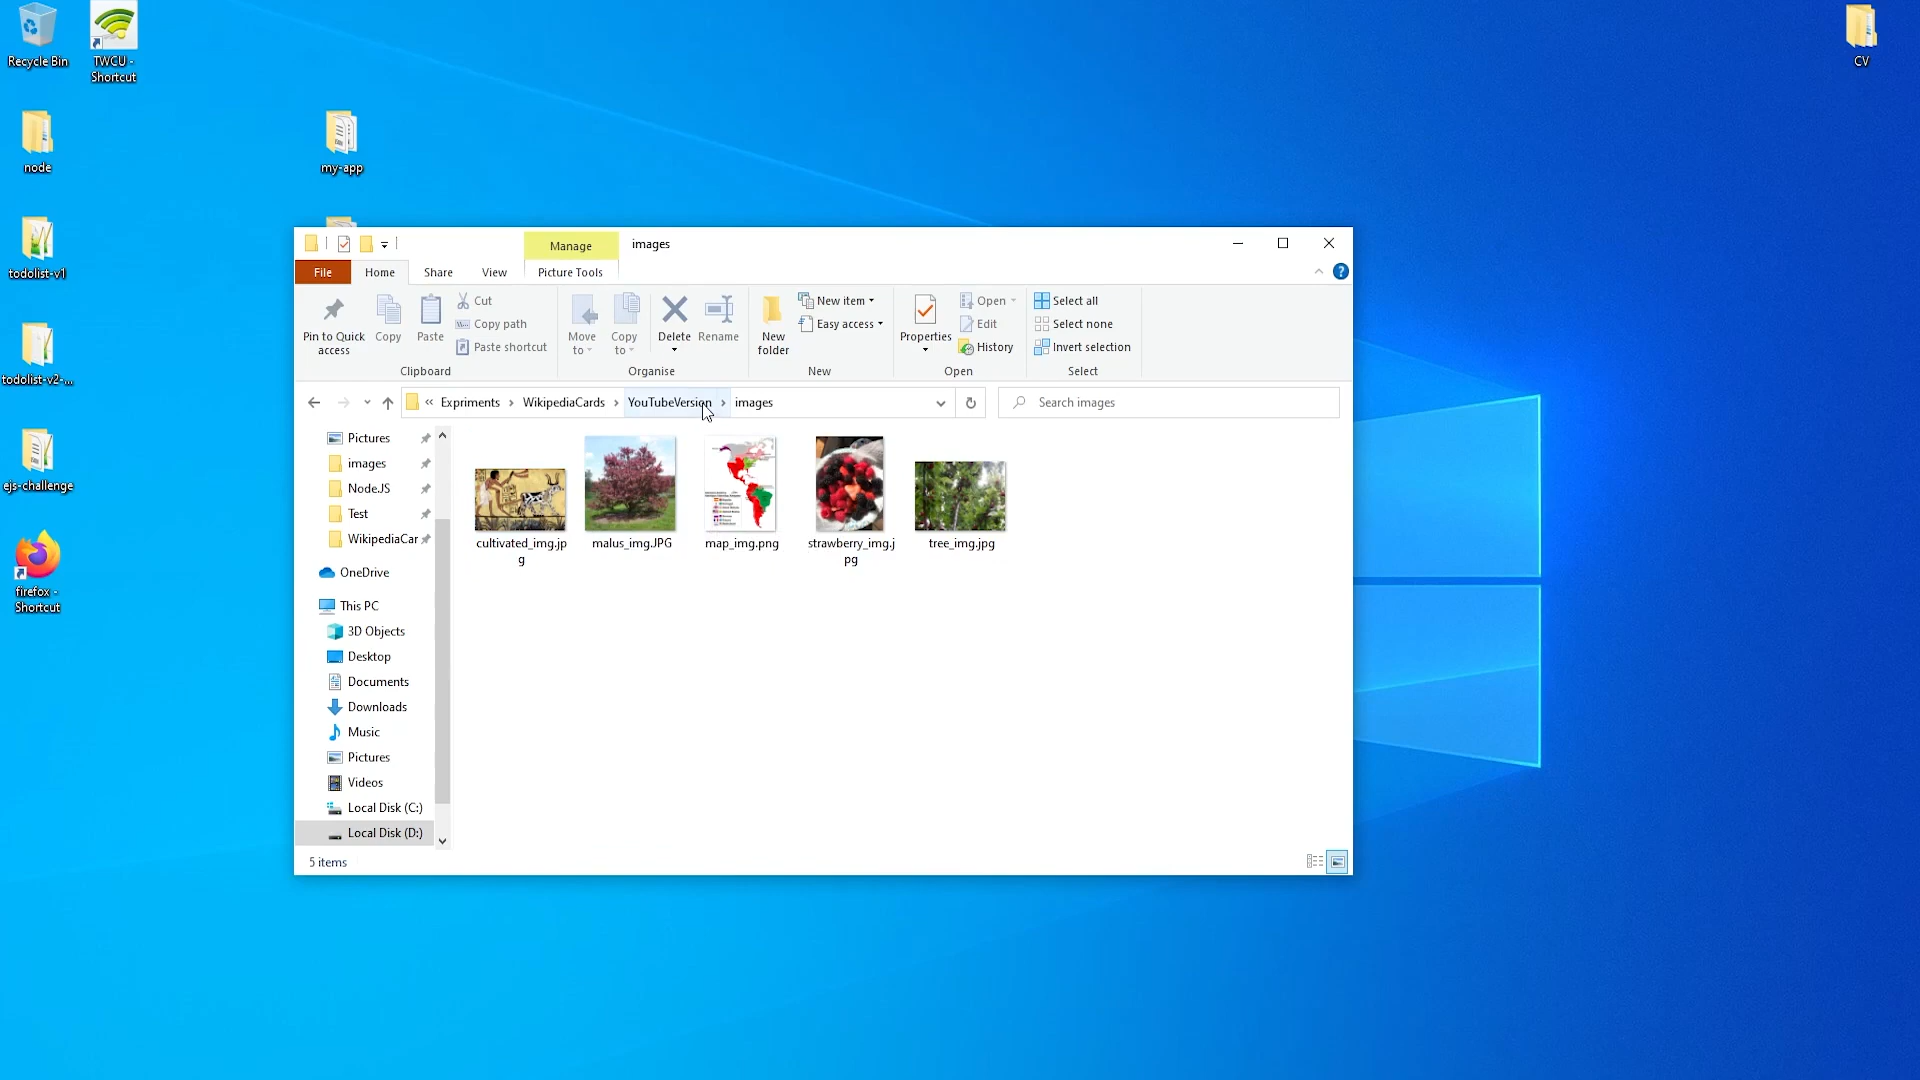 Recycle Bin
TWCU -
Shortcut
CV
node
my-app
todolist-v1
todolist-v2-...
ejs-challenge
firefox -
Shortcut
Manage
images
File
Home
Share
View
Picture Tools
?
Pin to Quick
access
Copy
Paste
Cut
Copy path
Paste shortcut
Clipboard
Move
to
Copy
to
Delete
Rename
Organise
New
folder
New item
Easy access
New
Properties
Open
Edit
History
Open
Select all
Select none
Invert selection
Select
« Expriments › WikipediaCards › YouTubeVersion › images
Search images
Pictures
images
NodeJS
Test
WikipediaCar
OneDrive
This PC
3D Objects
Desktop
Documents
Downloads
Music
Pictures
Videos
Local Disk (C:)
Local Disk (D:)
cultivated_img.jp
g
malus_img.JPG
map_img.png
strawberry_img.j
pg
tree_img.jpg
5 items